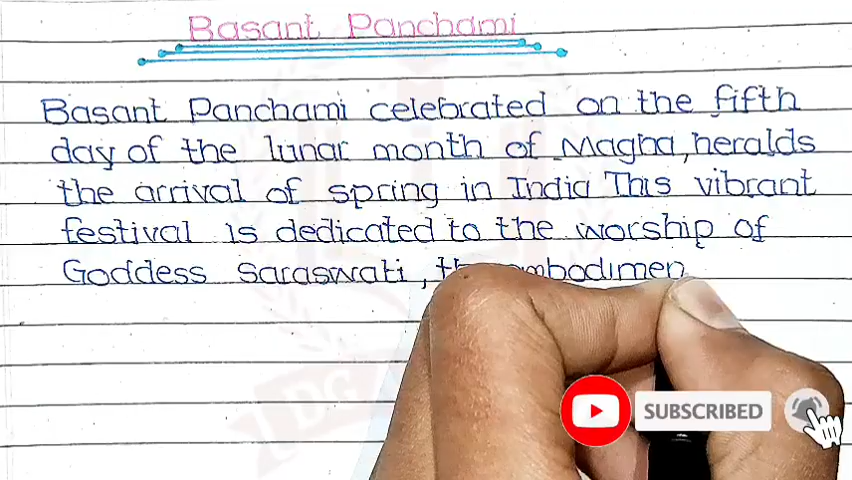 Basant Panchami
Basant Panchami celebrated on the fifth
day of the lunar month of Magha, heralds
the arrival of spring in India This vibrant
festival is dedicated to the worship of
Goddess Saraswati, embodimen
SUBSCRIBED